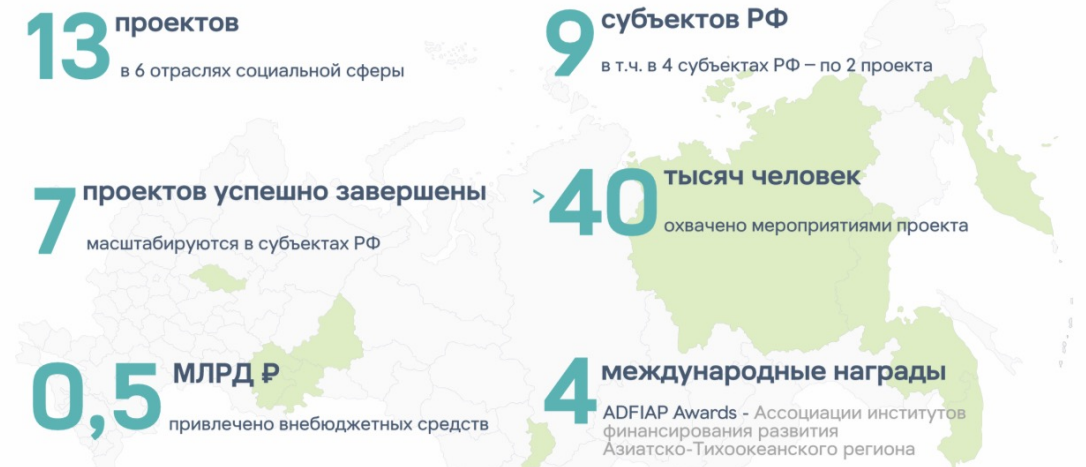 13 проектов
в 6 отраслях социальной сферы
9 субъектов РФ
в т.ч. в 4 субъектах РФ – по 2 проекта
7 проектов успешно завершены
масштабируются в субъектах РФ
>40 тысяч человек
охвачено мероприятиями проекта
0,5 МЛРД ₽
привлечено внебюджетных средств
4 международные награды
ADFIAP Awards - Ассоциации институтов
финансирования развития
Азиатско-Тихоокеанского региона